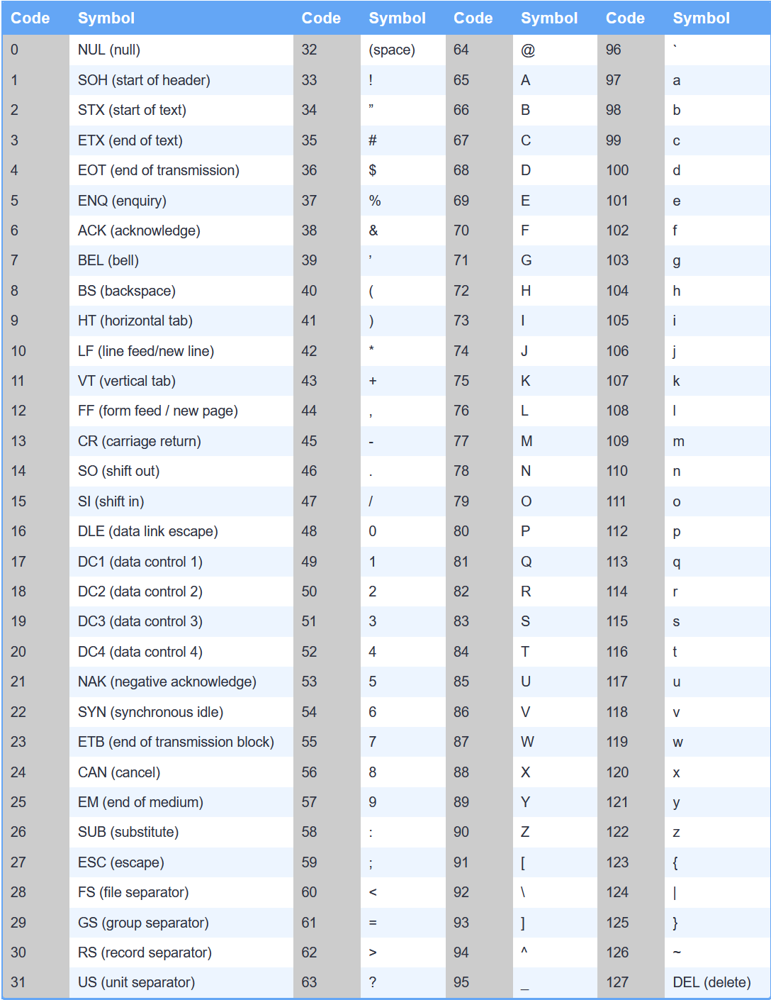 Code Symbol Code Symbol Code Symbol Code Symbol
0 NUL (null) 32 (space) 64 @ 96 `
1 SOH (start of header) 33 ! 65 A 97 a
2 STX (start of text) 34 ” 66 B 98 b
3 ETX (end of text) 35 # 67 C 99 c
4 EOT (end of transmission) 36 $ 68 D 100 d
5 ENQ (enquiry) 37 % 69 E 101 e
6 ACK (acknowledge) 38 & 70 F 102 f
7 BEL (bell) 39 ’ 71 G 103 g
8 BS (backspace) 40 ( 72 H 104 h
9 HT (horizontal tab) 41 ) 73 I 105 i
10 LF (line feed/new line) 42 * 74 J 106 j
11 VT (vertical tab) 43 + 75 K 107 k
12 FF (form feed / new page) 44 , 76 L 108 l
13 CR (carriage return) 45 - 77 M 109 m
14 SO (shift out) 46 . 78 N 110 n
15 SI (shift in) 47 / 79 O 111 o
16 DLE (data link escape) 48 0 80 P 112 p
17 DC1 (data control 1) 49 1 81 Q 113 q
18 DC2 (data control 2) 50 2 82 R 114 r
19 DC3 (data control 3) 51 3 83 S 115 s
20 DC4 (data control 4) 52 4 84 T 116 t
21 NAK (negative acknowledge) 53 5 85 U 117 u
22 SYN (synchronous idle) 54 6 86 V 118 v
23 ETB (end of transmission block) 55 7 87 W 119 w
24 CAN (cancel) 56 8 88 X 120 x
25 EM (end of medium) 57 9 89 Y 121 y
26 SUB (substitute) 58 : 90 Z 122 z
27 ESC (escape) 59 ; 91 [ 123 {
28 FS (file separator) 60 < 92 \ 124 |
29 GS (group separator) 61 = 93 ] 125 }
30 RS (record separator) 62 > 94 ^ 126 ~
31 US (unit separator) 63 ? 95 _ 127 DEL (delete)